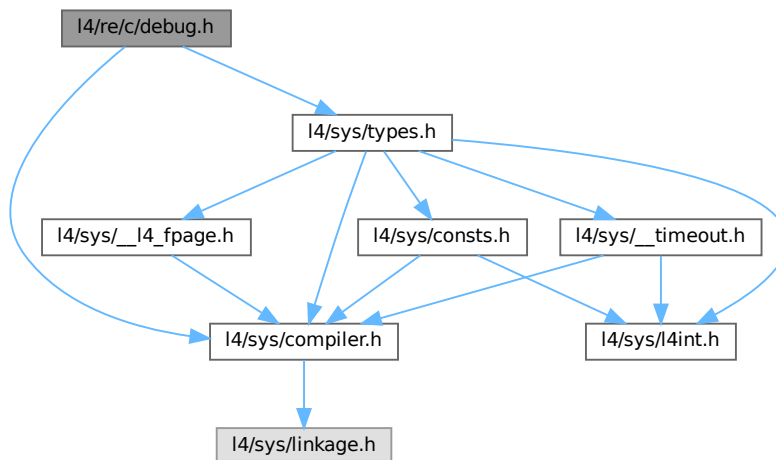 l4/re/c/debug.h
l4/sys/types.h
l4/sys/__l4_fpage.h
l4/sys/consts.h
l4/sys/__timeout.h
l4/sys/compiler.h
l4/sys/l4int.h
l4/sys/linkage.h